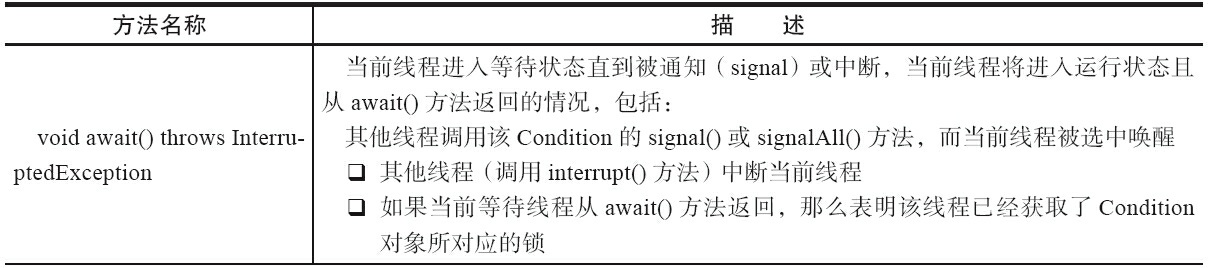 方法名称 描 述
当前线程进入等待状态直到被通知（signal）或中断，当前线程将进入运行状态且
从 await() 方法返回的情况，包括：
其他线程调用该 Condition 的 signal() 或 signalAll() 方法，而当前线程被选中唤醒
void await() throws Interru-
ptedException
❑ 其他线程（调用 interrupt() 方法）中断当前线程
❑ 如果当前等待线程从 await() 方法返回，那么表明该线程已经获取了 Condition
对象所对应的锁